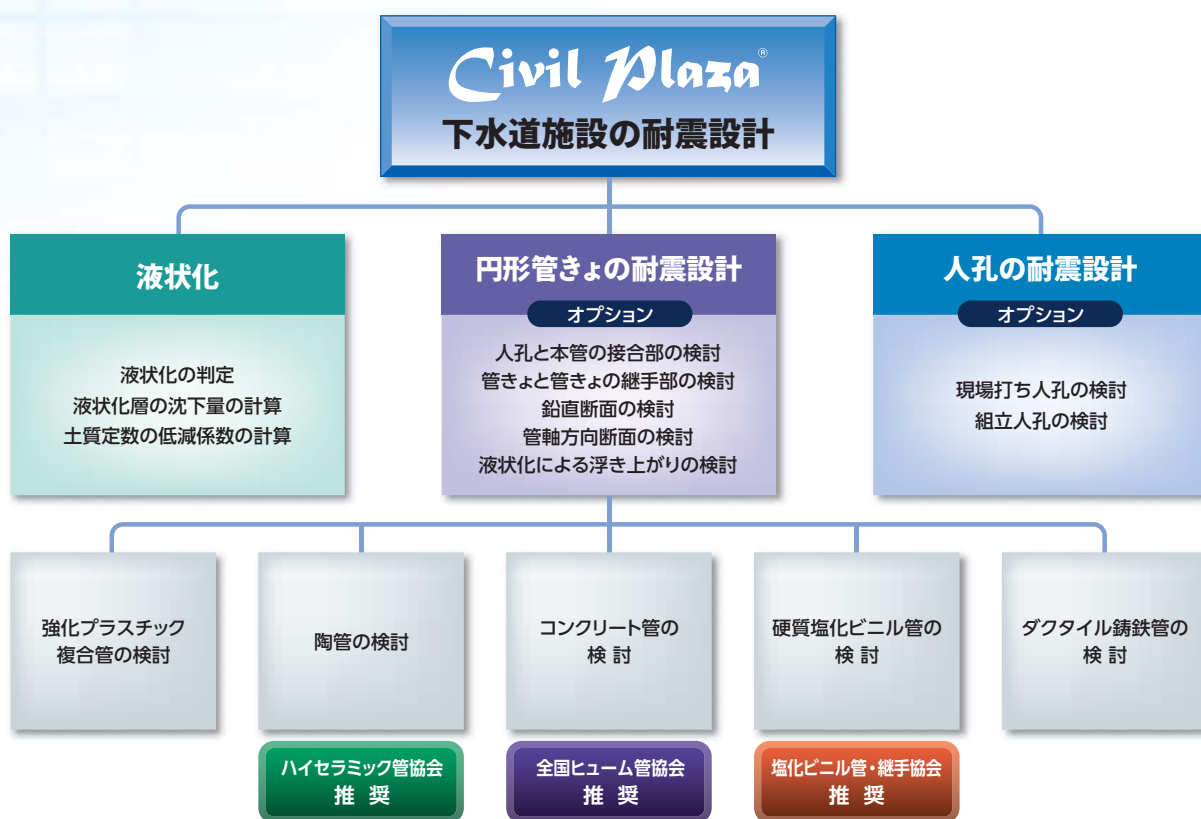 Civil Plaza®
下水道施設の耐震設計
液状化
液状化の判定
液状化層の沈下量の計算
土質定数の低減係数の計算
円形管きょの耐震設計
オプション
人孔と本管の接合部の検討
管きょと管きょの継手部の検討
鉛直断面の検討
管軸方向断面の検討
液状化による浮き上がりの検討
人孔の耐震設計
オプション
現場打ち人孔の検討
組立人孔の検討
強化プラスチック
複合管の検討
陶管の検討
コンクリート管の
検 討
硬質塩化ビニル管の
検 討
ダクタイル鋳鉄管の
検 討
ハイセラミック管協会
推 奨
全国ヒューム管協会
推 奨
塩化ビニル管・継手協会
推 奨